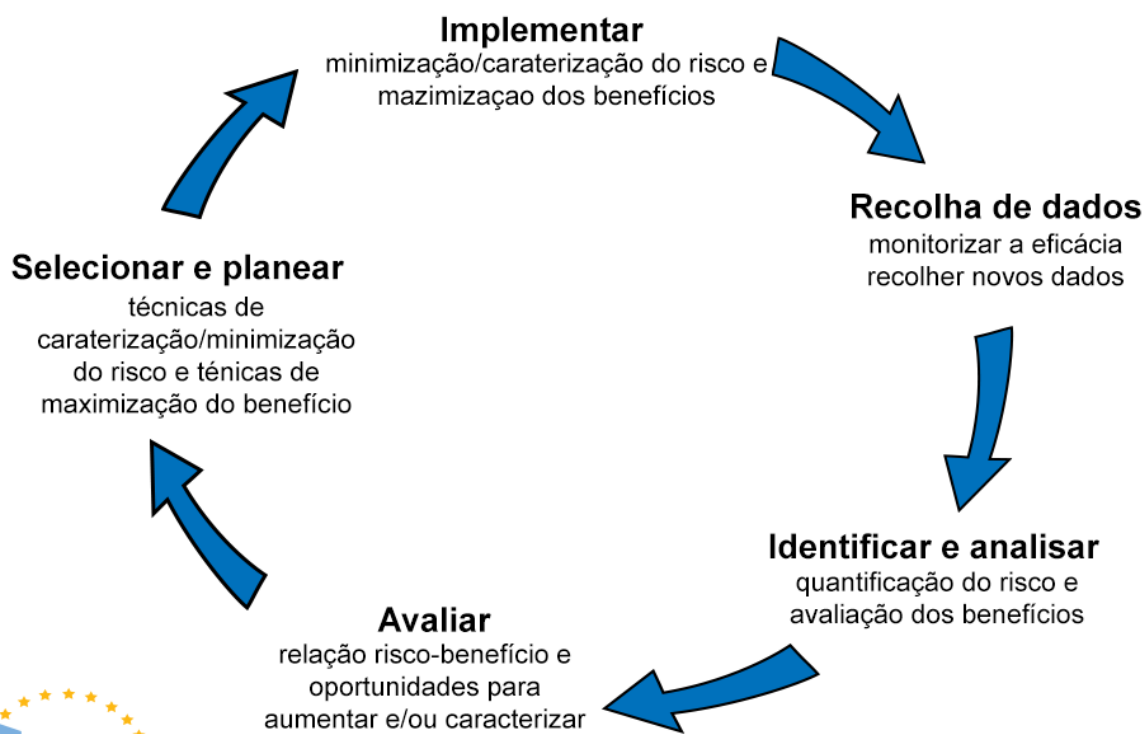 Implementar
minimização/caraterização do risco e
mazimizaçao dos benefícios
Recolha de dados
monitorizar a eficácia
recolher novos dados
Identificar e analisar
quantificação do risco e
avaliação dos benefícios
Avaliar
relação risco-benefício e
oportunidades para
aumentar e/ou caracterizar
Selecionar e planear
técnicas de
caraterização/minimização
do risco e ténicas de
maximização do benefício